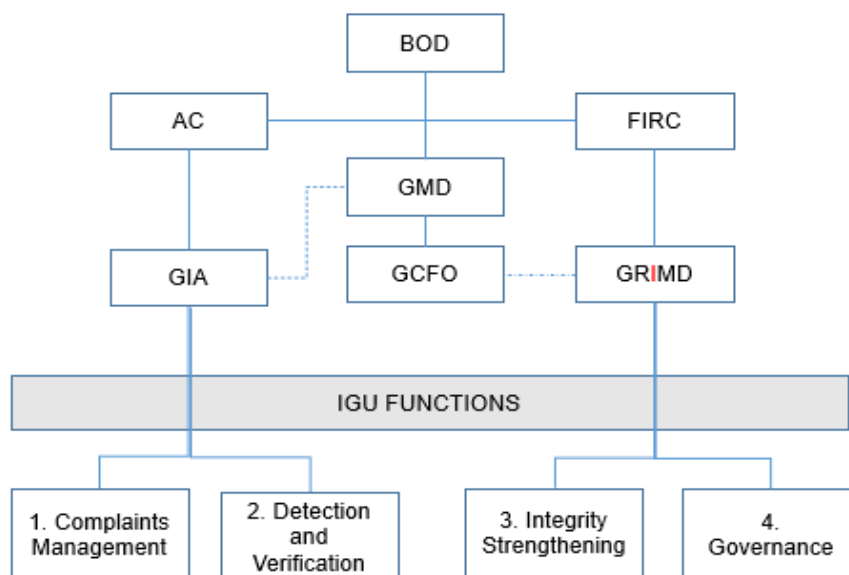 BOD
AC
FIRC
GMD
GIA
GCFO
GRIMD
IGU FUNCTIONS
1. Complaints
Management
2. Detection
and
Verification
3. Integrity
Strengthening
4.
Governance